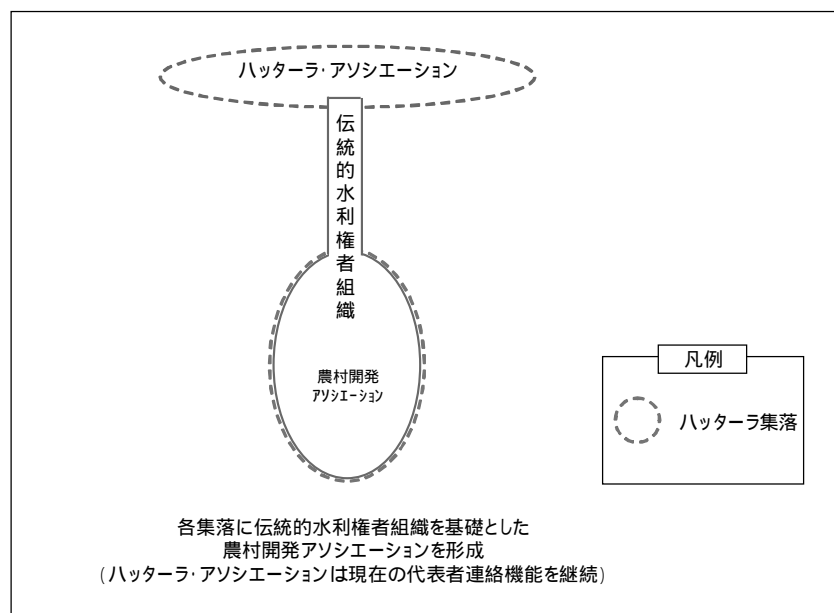 ハッターラ・アソシエーション
伝統的水利権者組織
農村開発
アソシエーション
凡例
ハッターラ集落
各集落に伝統的水利権者組織を基礎とした
農村開発アソシエーションを形成
(ハッターラ・アソシエーションは現在の代表者連絡機能を継続)